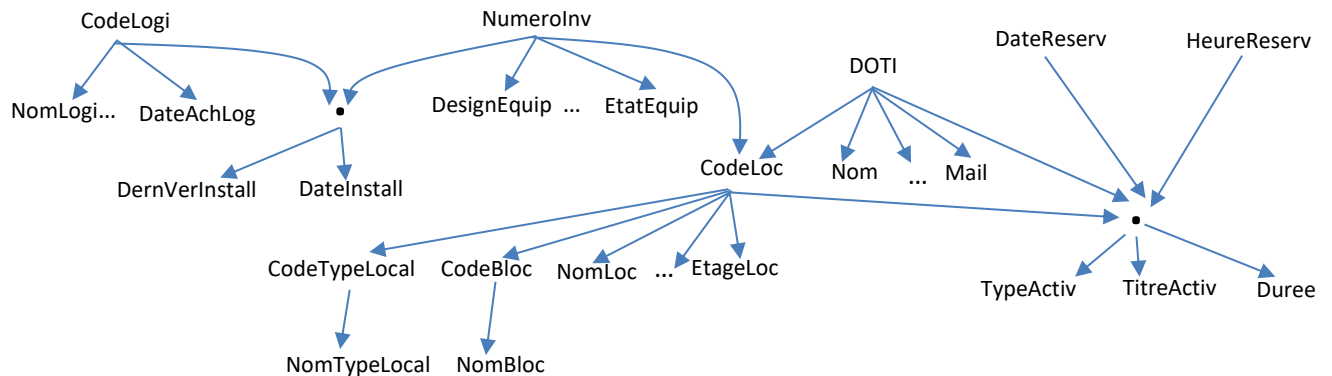 CodeLogi
NumeroInv
DateReserv
HeureReserv
DOTI
NomLogi...
DateAchLog
DesignEquip ...
EtatEquip
CodeLoc
Nom
...
Mail
DernVerInstall
DateInstall
CodeTypeLocal
CodeBloc
NomLoc
...
EtageLoc
TypeActiv
TitreActiv
Duree
NomTypeLocal
NomBloc